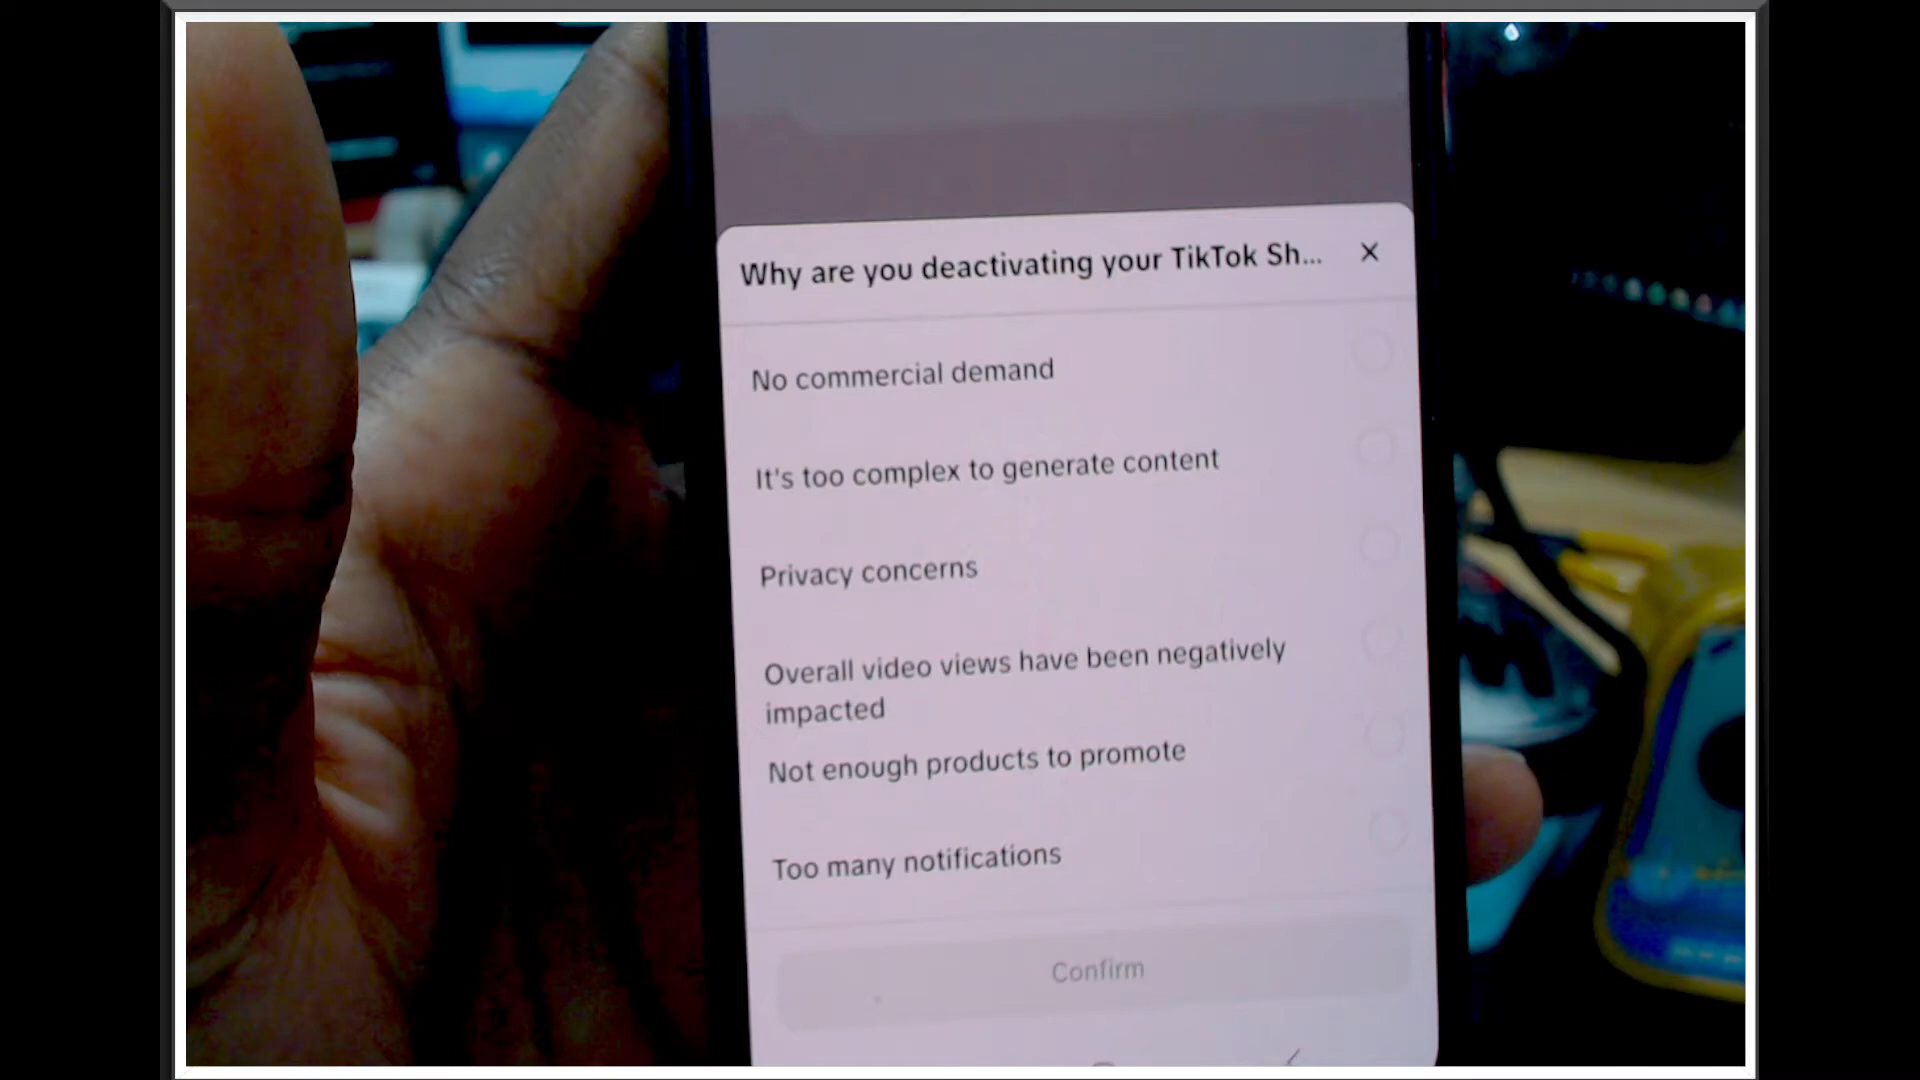 Why are you deactivating your TikTok Sh...
No commercial demand
It's too complex to generate content
Privacy concerns
Overall video views have been negatively
impacted
Not enough products to promote
Too many notifications
Confirm